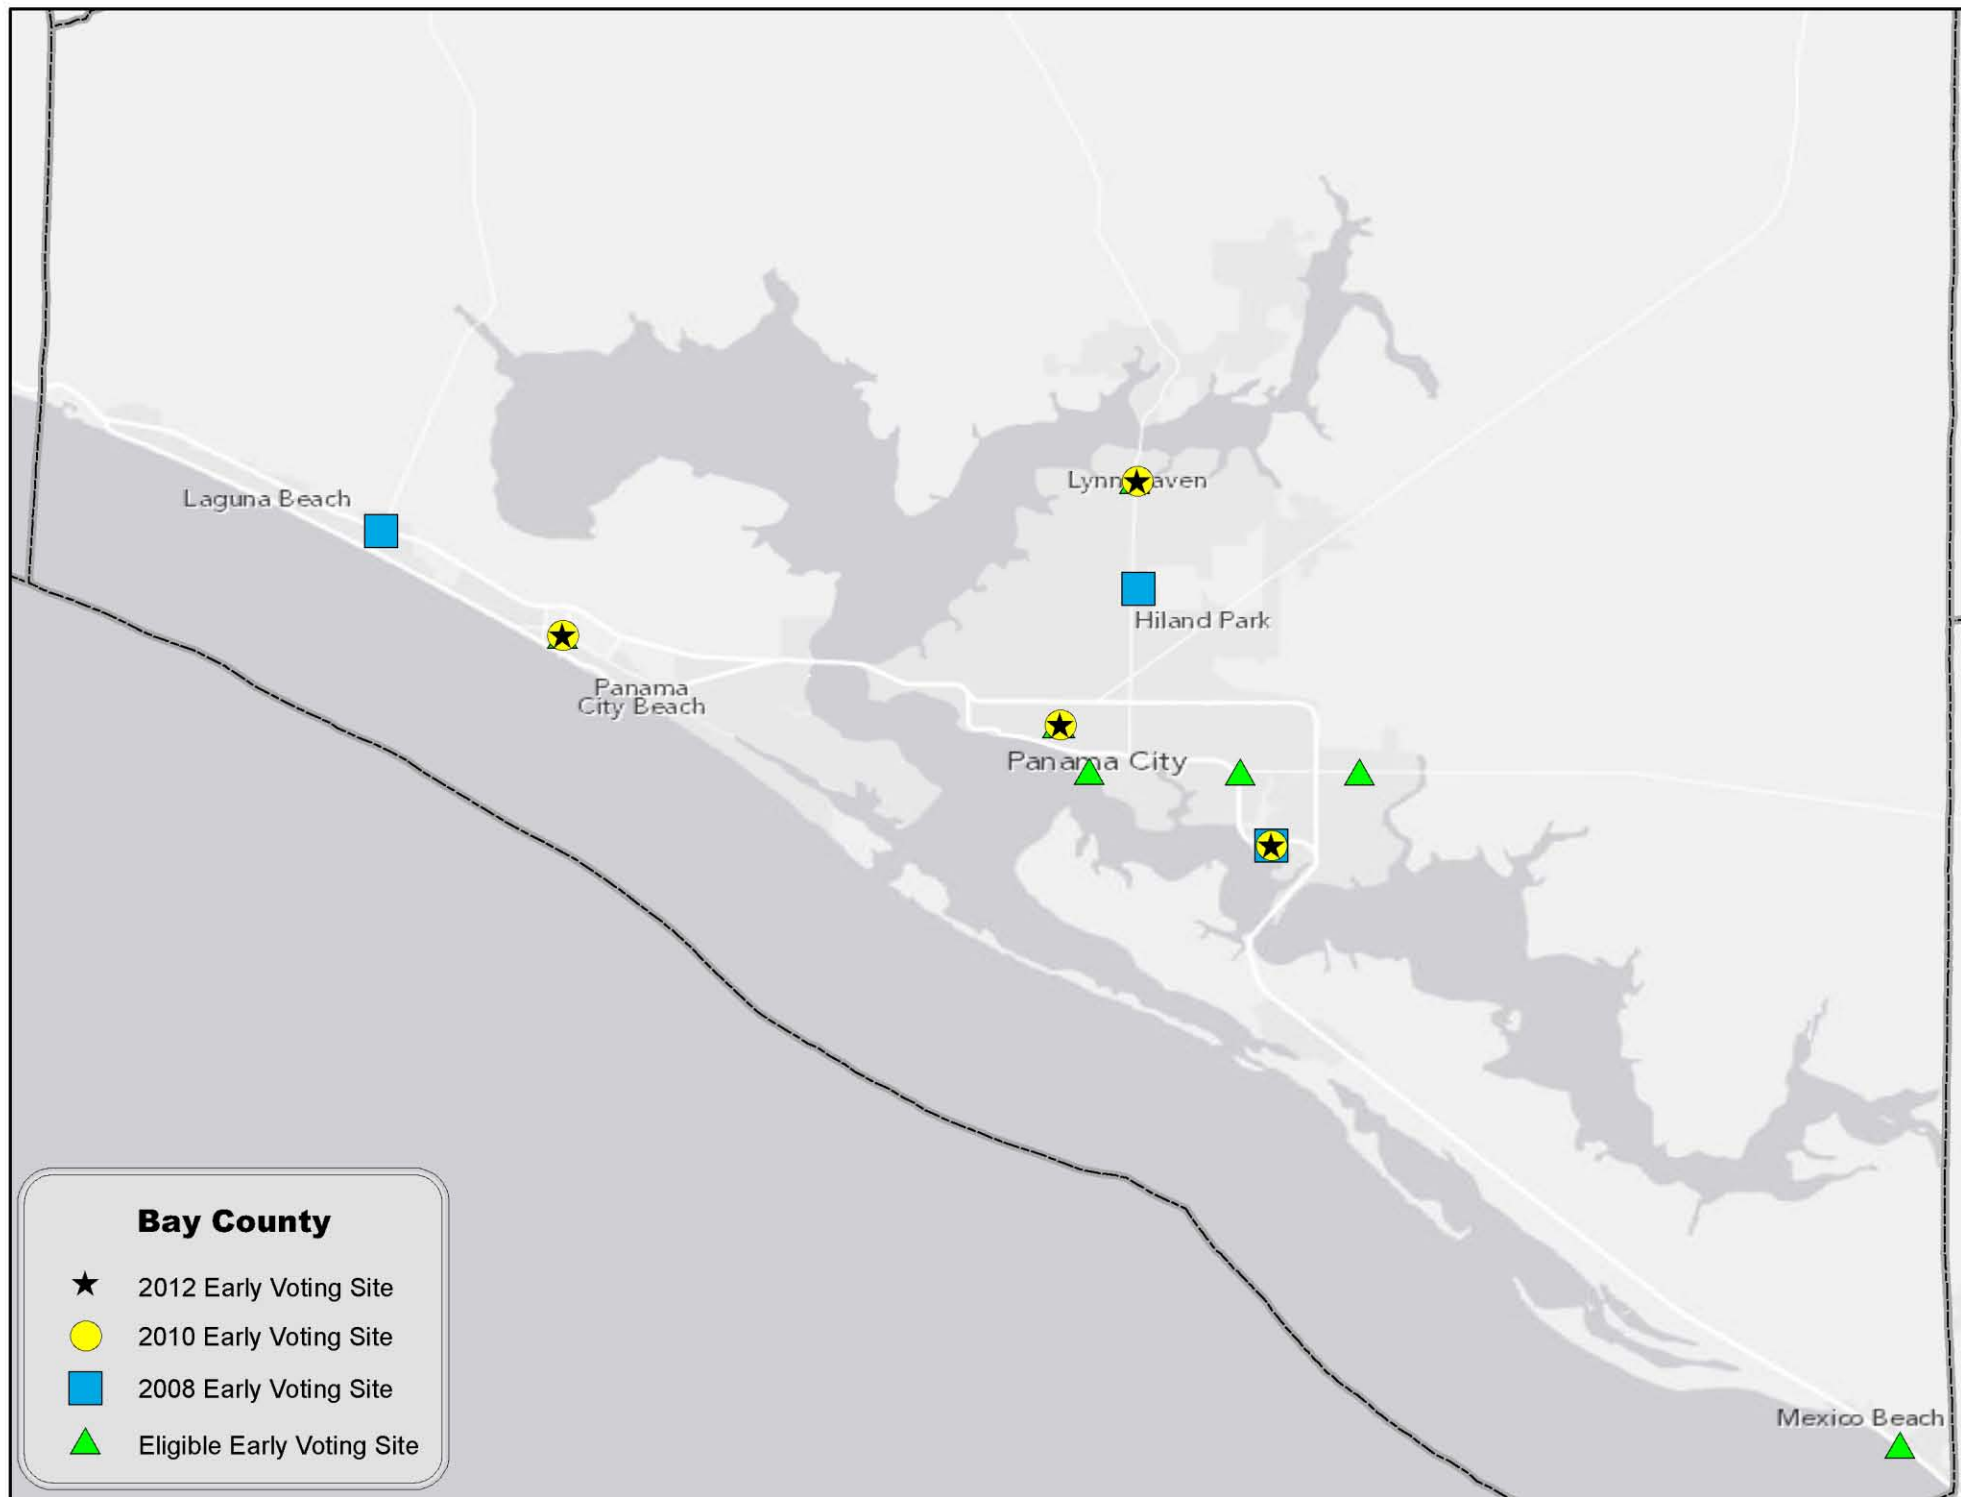 Laguna Beach
Lynn Haven
Hiland Park
Panama
City Beach
Panama City
Mexico Beach
Bay County
2012 Early Voting Site
2010 Early Voting Site
2008 Early Voting Site
Eligible Early Voting Site